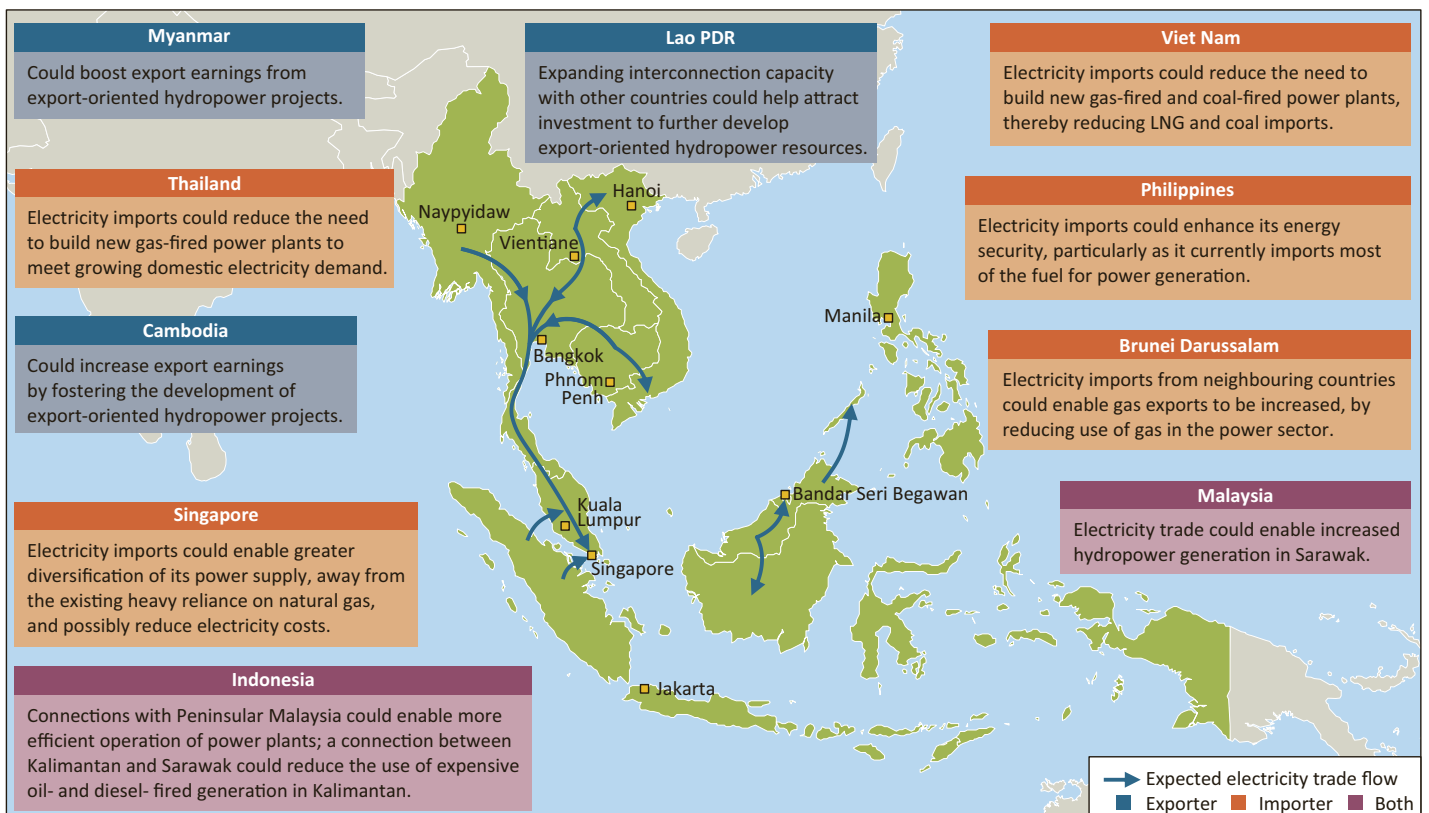 Myanmar
Could boost export earnings from
export-oriented hydropower projects.
Lao PDR
Expanding interconnection capacity
with other countries could help attract
investment to further develop
export-oriented hydropower resources.
Viet Nam
Electricity imports could reduce the need to
build new gas-fired and coal-fired power plants,
thereby reducing LNG and coal imports.
Thailand
Electricity imports could reduce the need
to build new gas-fired power plants to
meet growing domestic electricity demand.
Philippines
Electricity imports could enhance its energy
security, particularly as it currently imports most
of the fuel for power generation.
Cambodia
Could increase export earnings
by fostering the development of
export-oriented hydropower projects.
Brunei Darussalam
Electricity imports from neighbouring countries
could enable gas exports to be increased, by
reducing use of gas in the power sector.
Singapore
Electricity imports could enable greater
diversification of its power supply, away from
the existing heavy reliance on natural gas,
and possibly reduce electricity costs.
Malaysia
Electricity trade could enable increased
hydropower generation in Sarawak.
Indonesia
Connections with Peninsular Malaysia could enable more
efficient operation of power plants; a connection between
Kalimantan and Sarawak could reduce the use of expensive
oil- and diesel- fired generation in Kalimantan.
Hanoi
Naypyidaw
Vientiane
Manila
Bangkok
Phnom
Penh
Bandar Seri Begawan
Kuala
Lumpur
Singapore
Jakarta
Expected electricity trade flow
Exporter Importer Both